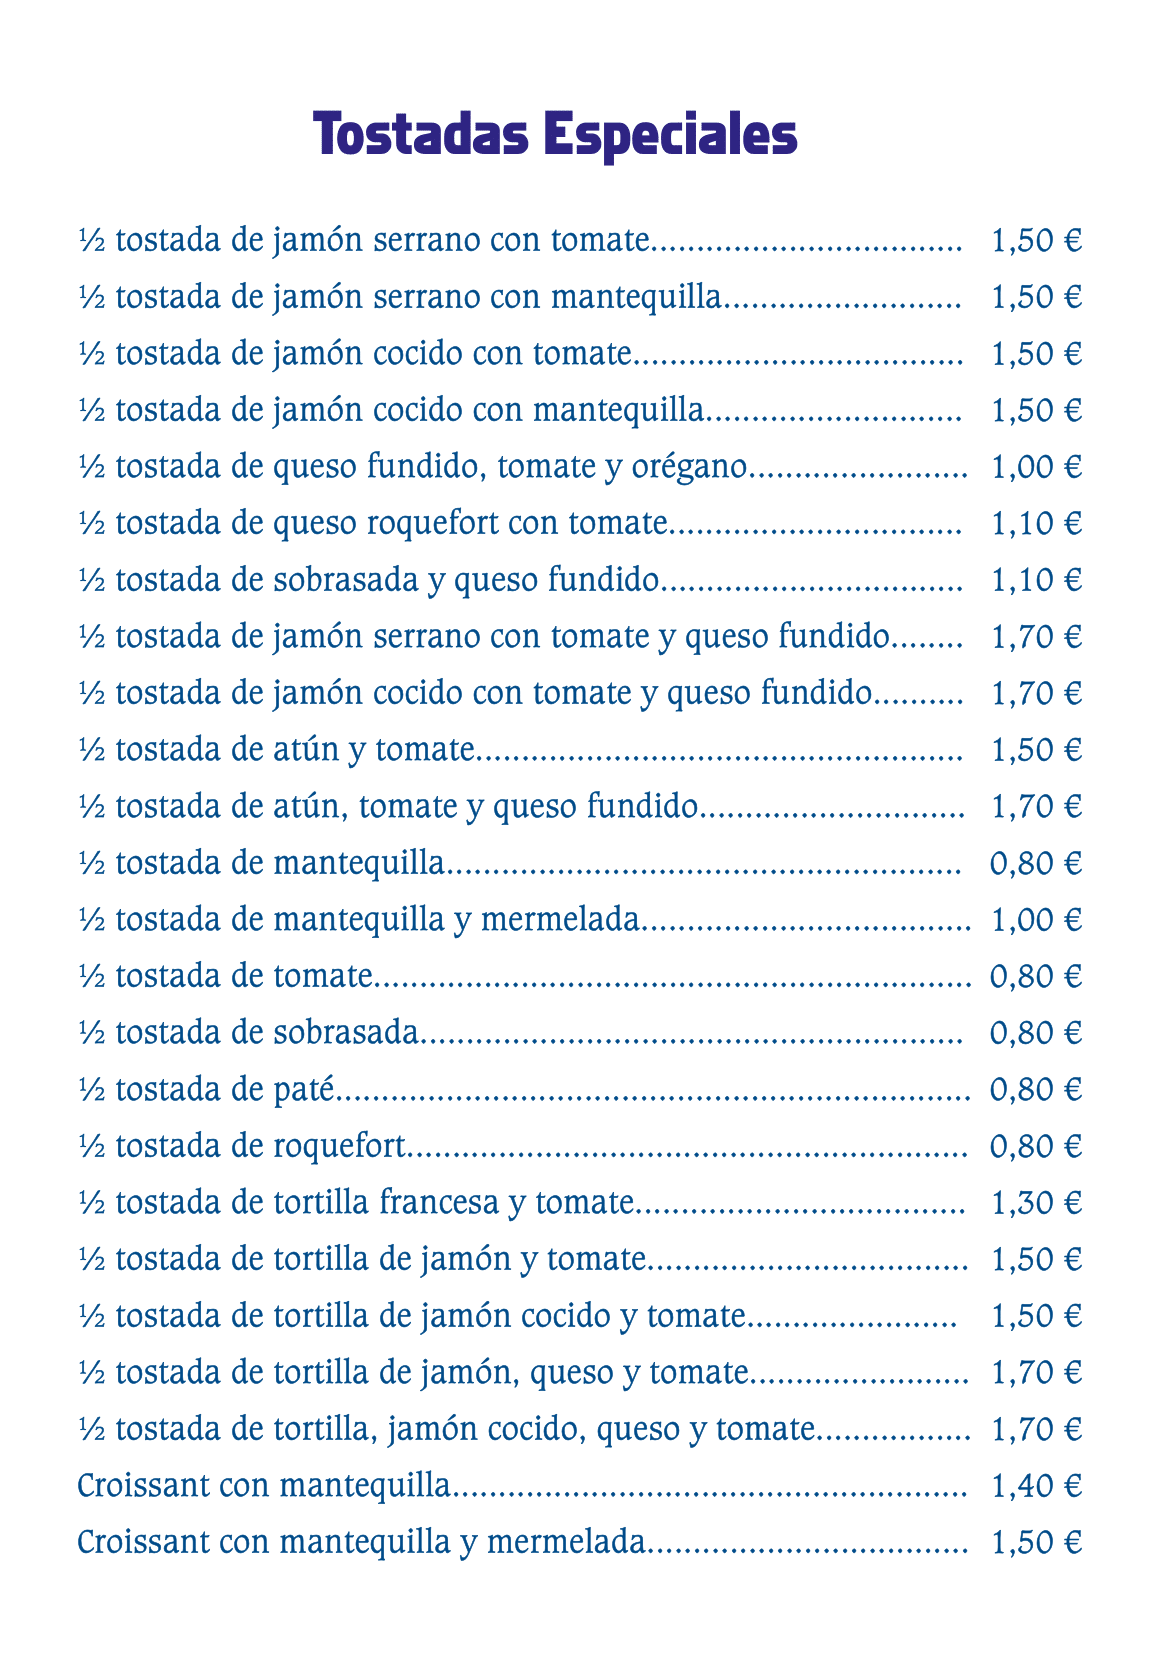 Tostadas Especiales
½ tostada de jamón serrano con tomate.................................. 1,50 €
½ tostada de jamón serrano con mantequilla.......................... 1,50 €
½ tostada de jamón cocido con tomate.................................... 1,50 €
½ tostada de jamón cocido con mantequilla............................ 1,50 €
½ tostada de queso fundido, tomate y orégano........................ 1,00 €
½ tostada de queso roquefort con tomate................................ 1,10 €
½ tostada de sobrasada y queso fundido................................. 1,10 €
½ tostada de jamón serrano con tomate y queso fundido........ 1,70 €
½ tostada de jamón cocido con tomate y queso fundido.......... 1,70 €
½ tostada de atún y tomate..................................................... 1,50 €
½ tostada de atún, tomate y queso fundido............................. 1,70 €
½ tostada de mantequilla........................................................ 0,80 €
½ tostada de mantequilla y mermelada.................................... 1,00 €
½ tostada de tomate................................................................. 0,80 €
½ tostada de sobrasada........................................................... 0,80 €
½ tostada de paté..................................................................... 0,80 €
½ tostada de roquefort............................................................. 0,80 €
½ tostada de tortilla francesa y tomate.................................... 1,30 €
½ tostada de tortilla de jamón y tomate................................... 1,50 €
½ tostada de tortilla de jamón cocido y tomate....................... 1,50 €
½ tostada de tortilla de jamón, queso y tomate........................ 1,70 €
½ tostada de tortilla, jamón cocido, queso y tomate................. 1,70 €
Croissant con mantequilla........................................................ 1,40 €
Croissant con mantequilla y mermelada................................... 1,50 €